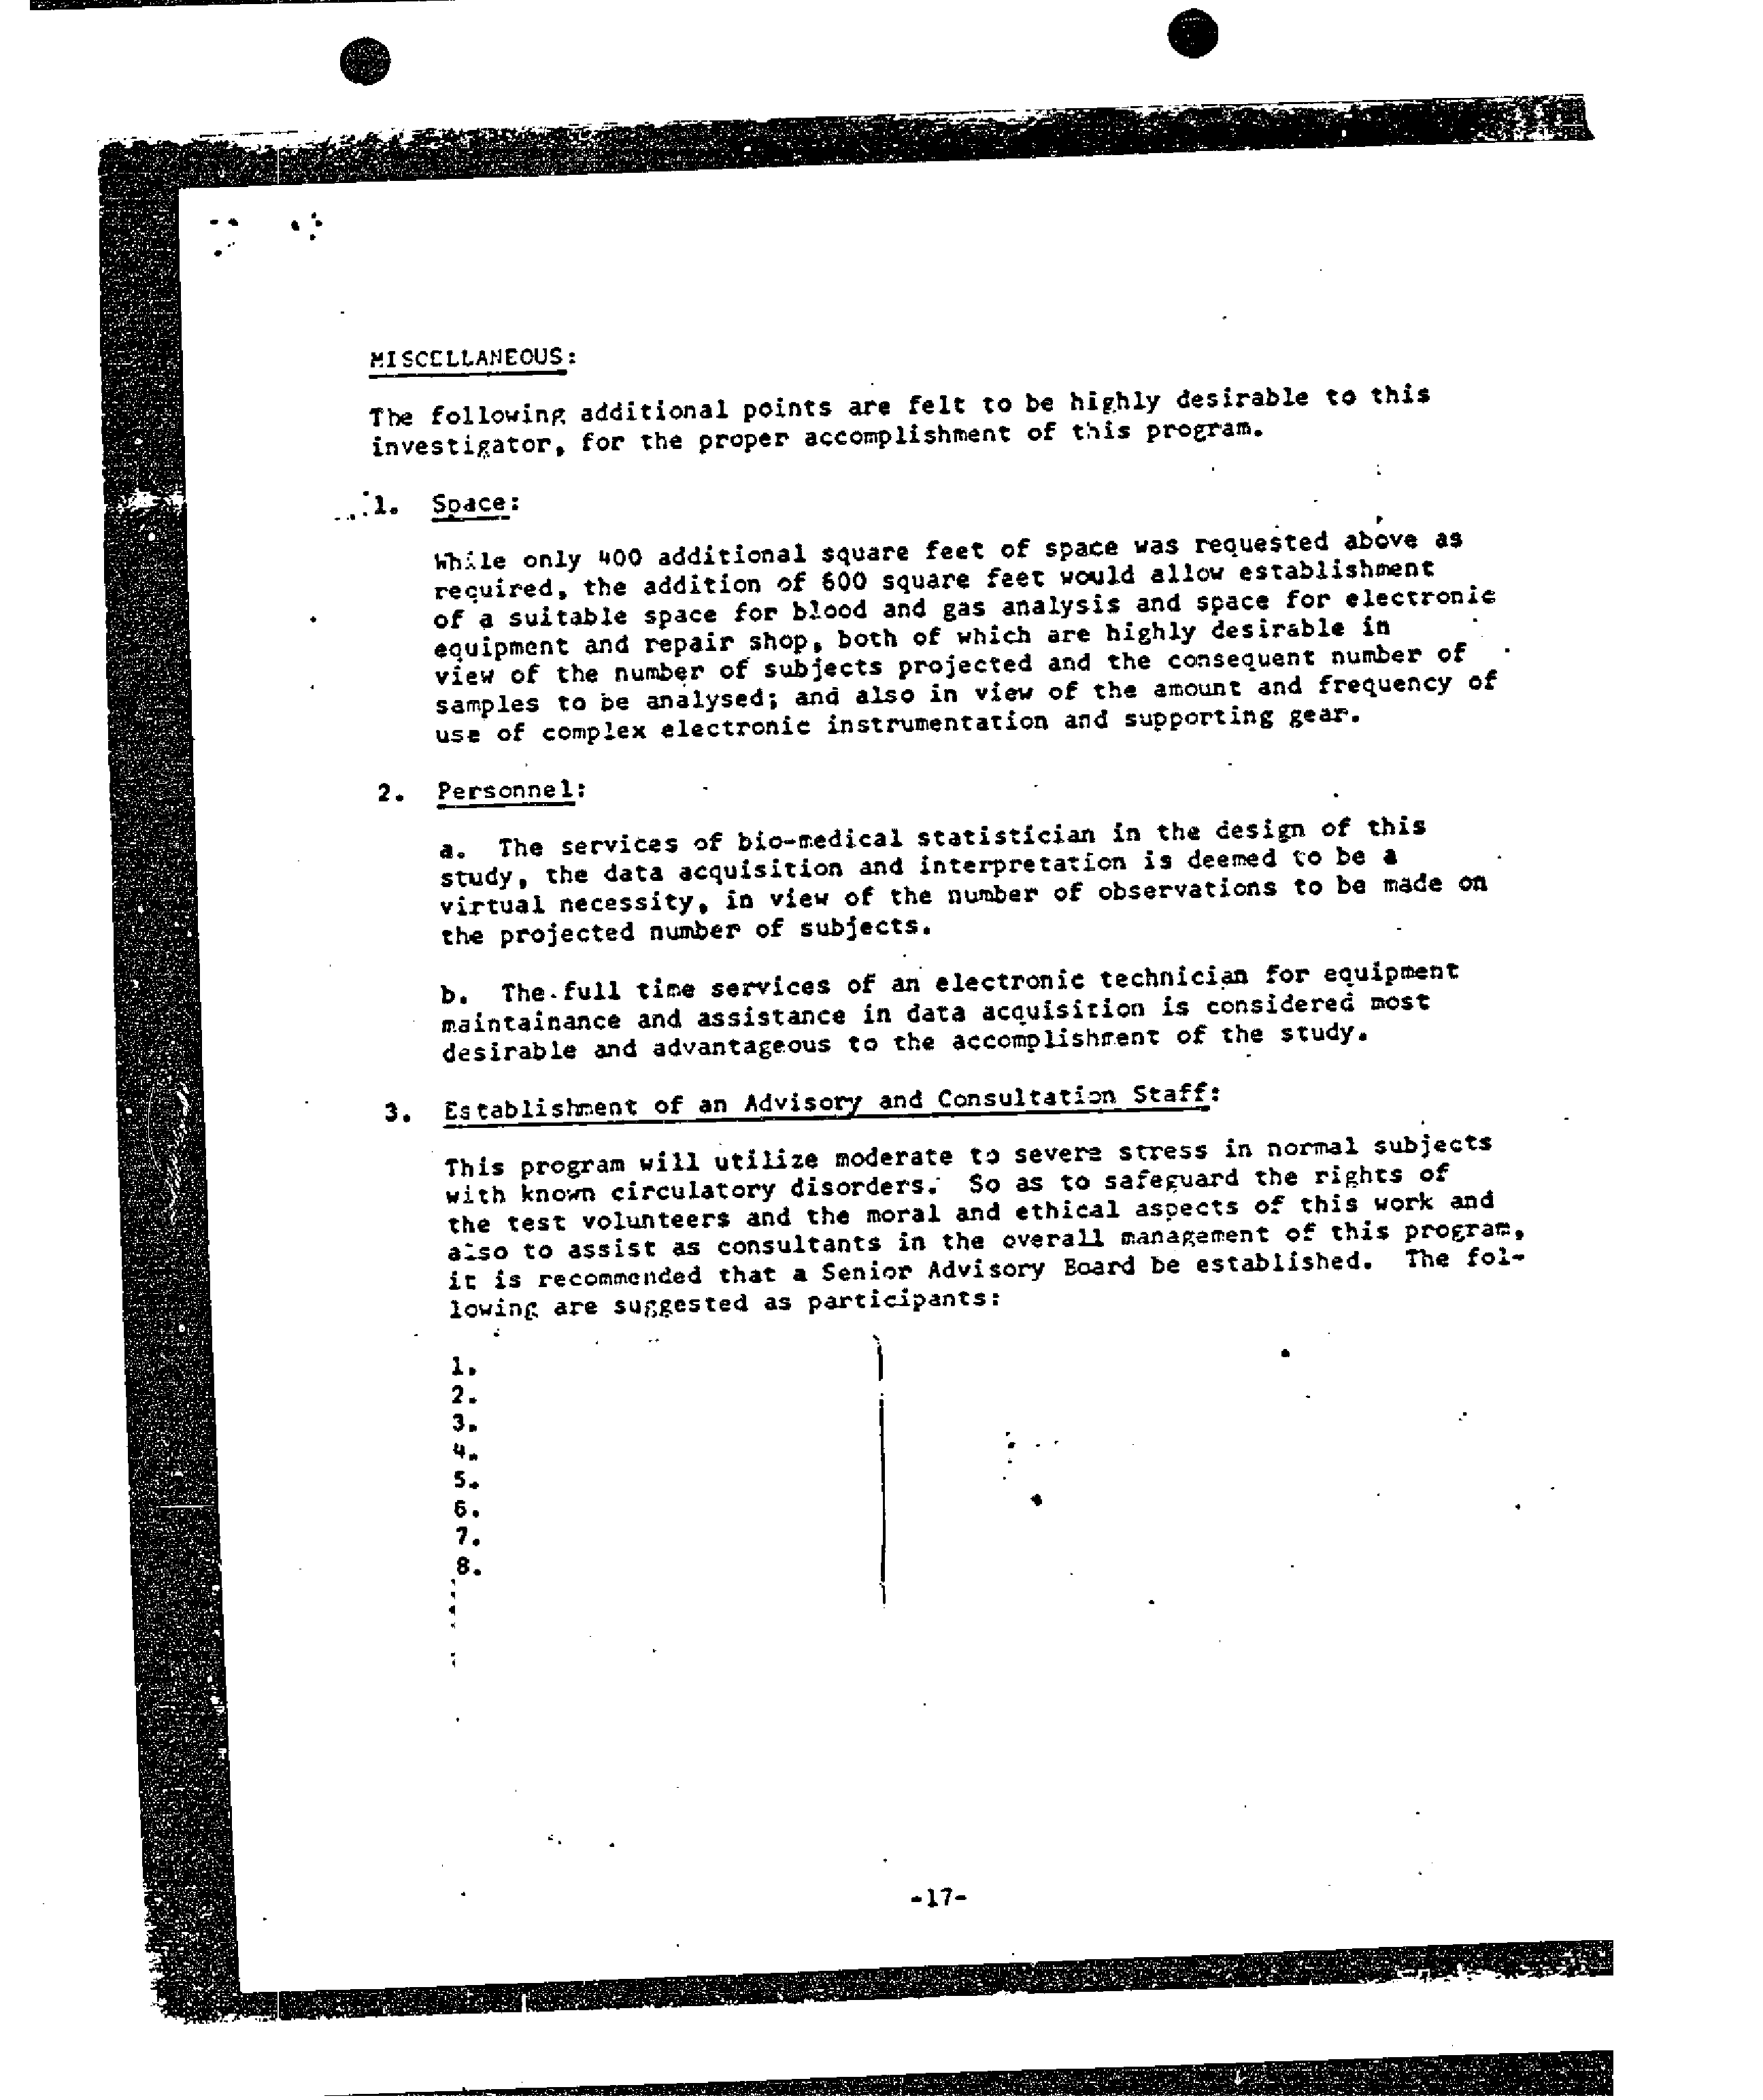 MISCELLANEOUS:
The following additional points are felt to be highly desirable to this
investigator, for the proper accomplishment of this program.
1. Space:
While only 400 additional square feet of space was requested above as
required, the addition of 600 square feet would allow establishment
of a suitable space for blood and gas analysis and space for electronic
equipment and repair shop, both of which are highly desirable in
view of the number of subjects projected and the consequent number of
samples to be analysed; and also in view of the amount and frequency of
use of complex electronic instrumentation and supporting gear.
2. Personnel:
a. The services of bio-medical statistician in the design of this
study, the data acquisition and interpretation is deemed to be a
virtual necessity, in view of the number of observations to be made on
the projected number of subjects.
b. The full time services of an electronic technician for equipment
maintainance and assistance in data acquisition is considered most
desirable and advantageous to the accomplishment of the study.
3. Establishment of an Advisory and Consultation Staff:
This program will utilize moderate to severe stress in normal subjects
with known circulatory disorders. So as to safeguard the rights of
the test volunteers and the moral and ethical aspects of this work and
also to assist as consultants in the overall management of this program,
it is recommended that a Senior Advisory Board be established. The fol-
lowing are suggested as participants:
1.
2.
3.
4.
5.
6.
7.
8.
-17-